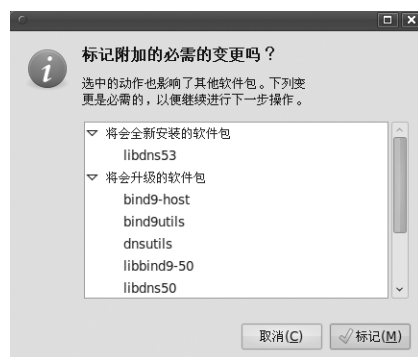 标记附加的必需的变更吗？
选中的动作也影响了其他软件包。下列变
更是必需的，以便继续进行下一步操作。
将会全新安装的软件包
libdns53
将会升级的软件包
bind9-host
bind9utils
dnsutils
libbind9-50
libdns50
取消(C)
标记(M)